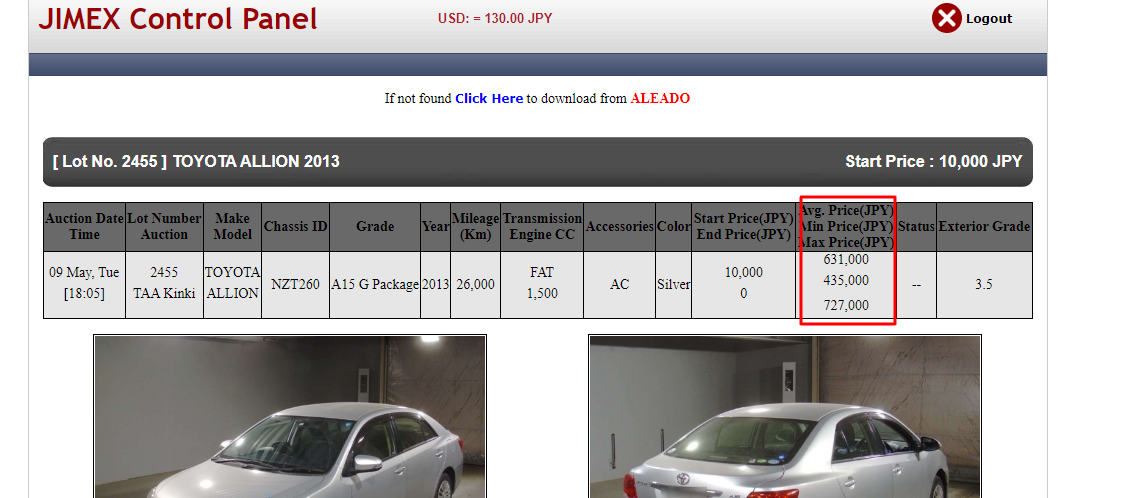 JIMEX Control Panel
USD: = 130.00 JPY
Logout
If not found Click Here to download from ALEADO
[ Lot No. 2455 ] TOYOTA ALLION 2013
Start Price : 10,000 JPY
Auction Date
Time
Lot Number
Auction
Make
Model
Chassis ID
Grade
Year
Mileage
(Km)
Transmission
Engine CC
Accessories
Color
Start Price(JPY)
End Price(JPY)
Avg. Price(JPY)
Min Price(JPY)
Max Price(JPY)
Status
Exterior Grade
09 May, Tue
[18:05]
2455
TAA Kinki
TOYOTA
ALLION
NZT260
A15 G Package
2013
26,000
FAT
1,500
AC
Silver
10,000
0
631,000
435,000
727,000
--
3.5